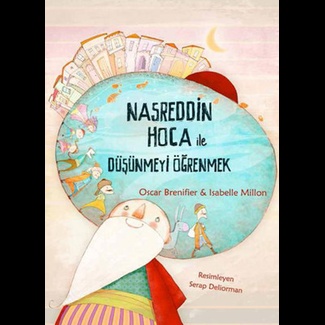 NASREDDİN
HOCA ile
DÜŞÜNMEYİ ÖĞRENMEK
Oscar Brenifier & Isabelle Millon
Resimleyen
Serap Deliorman